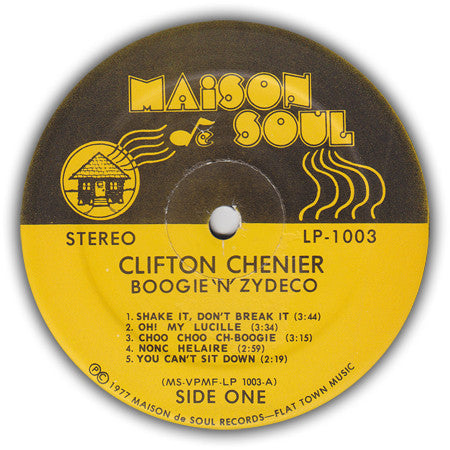 MAiSON
de SOUL
STEREO LP-1003
CLIFTON CHENIER
BOOGIE 'N' ZYDECO
1. SHAKE IT, DON'T BREAK IT (3:44)
2. OH! MY LUCILLE (3:34)
3. CHOO CHOO CH-BOOGIE (3:15)
4. NONC HELAIRE (2:59)
5. YOU CAN'T SIT DOWN (2:19)
(MS-VPMF-LP 1003-A)
SIDE ONE
Ⓟ© 1977 MAISON de SOUL RECORDS—FLAT TOWN MUSIC